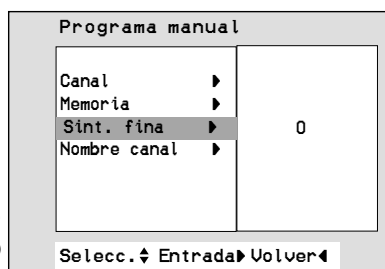 Programa manual
Canal ▶
Memoria ▶
Sint. fina ▶ 0
Nombre canal ▶
Selecc.⬍ Entrada▶ Volver◀